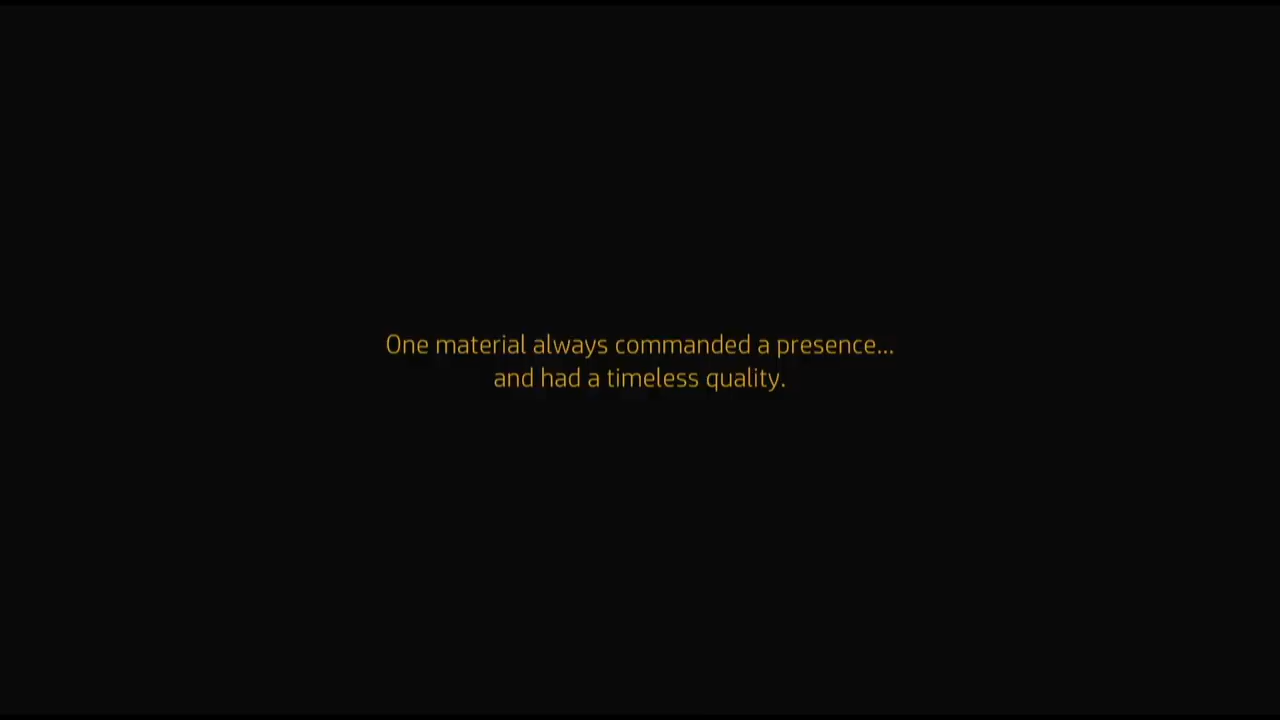 One material always commanded a presence...
and had a timeless quality.